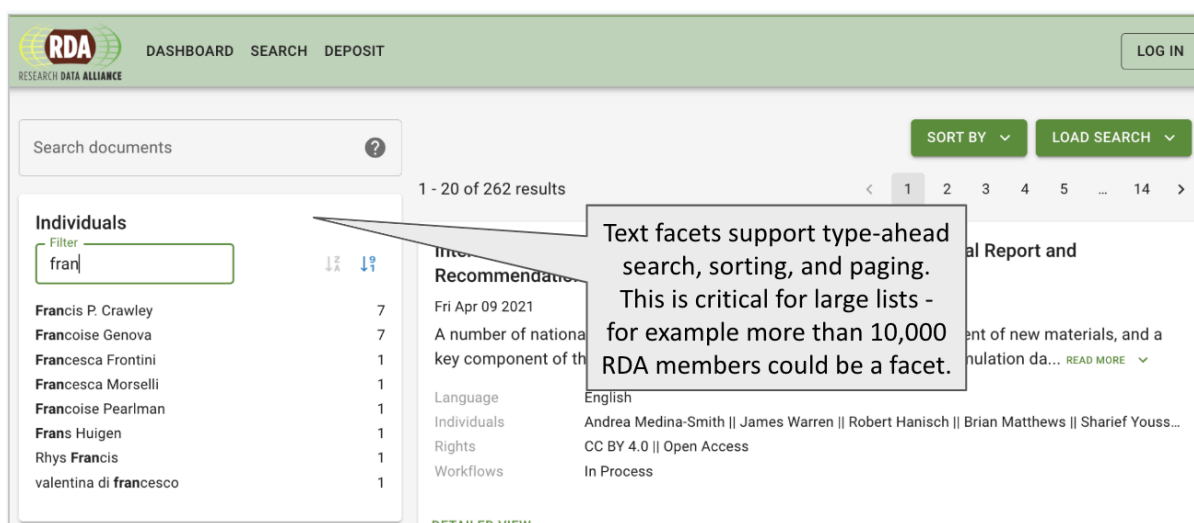 RDA
RESEARCH DATA ALLIANCE
DASHBOARD SEARCH DEPOSIT
LOG IN
Search documents
?
SORT BY
LOAD SEARCH
1 - 20 of 262 results
< 1 2 3 4 5 ... 14 >
Individuals
Filter
fran
Francis P. Crawley 7
Francoise Genova 7
Francesca Frontini 1
Francesca Morselli 1
Francoise Pearlman 1
Frans Huigen 1
Rhys Francis 1
valentina di francesco 1
Text facets support type-ahead
search, sorting, and paging.
This is critical for large lists -
for example more than 10,000
RDA members could be a facet.
al Report and
Recommendation
Fri Apr 09 2021
A number of nationa
ent of new materials, and a
key component of th
nulation da... READ MORE
Language English
Individuals Andrea Medina-Smith || James Warren || Robert Hanisch || Brian Matthews || Sharief Youss...
Rights CC BY 4.0 || Open Access
Workflows In Process
DETAILED VIEW